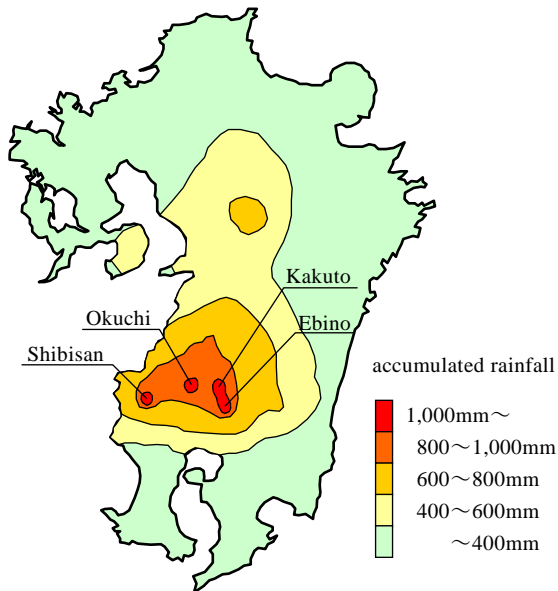 Kakuto
Okuchi
Ebino
Shibisan
accumulated rainfall
1,000mm～
800～1,000mm
600～800mm
400～600mm
～400mm